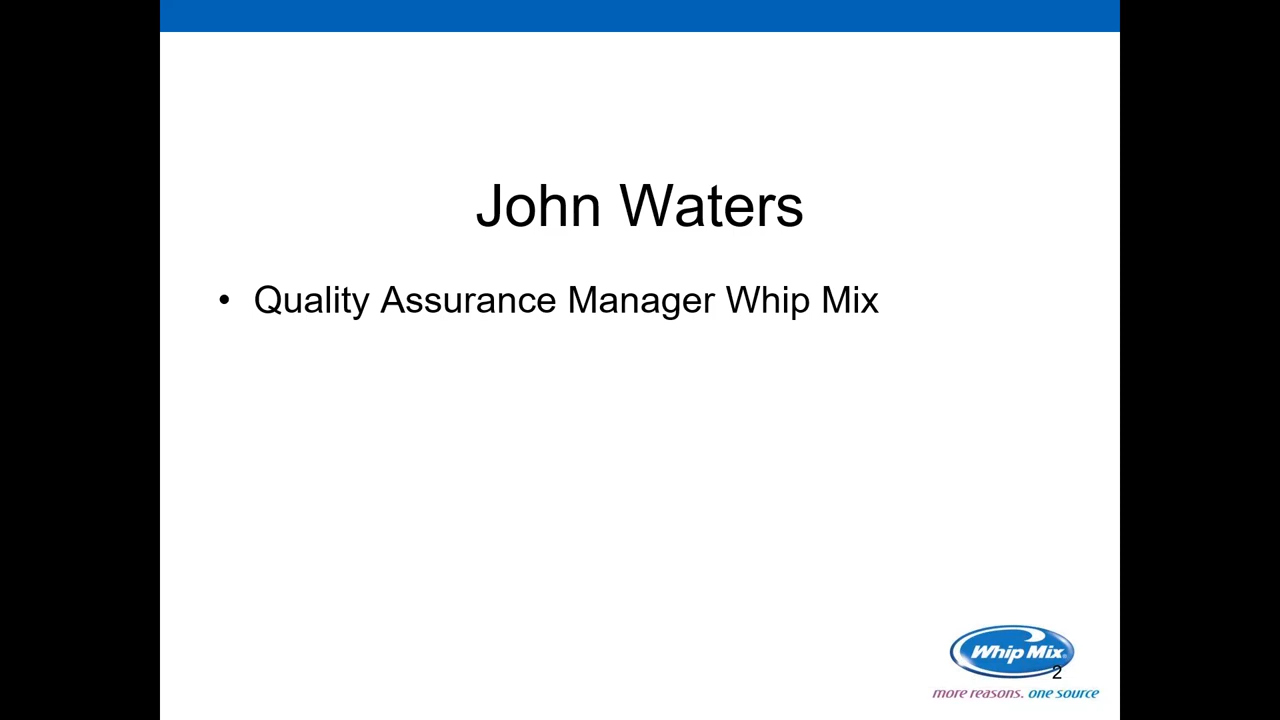 John Waters
• Quality Assurance Manager Whip Mix
Whip Mix®
2
more reasons. one source